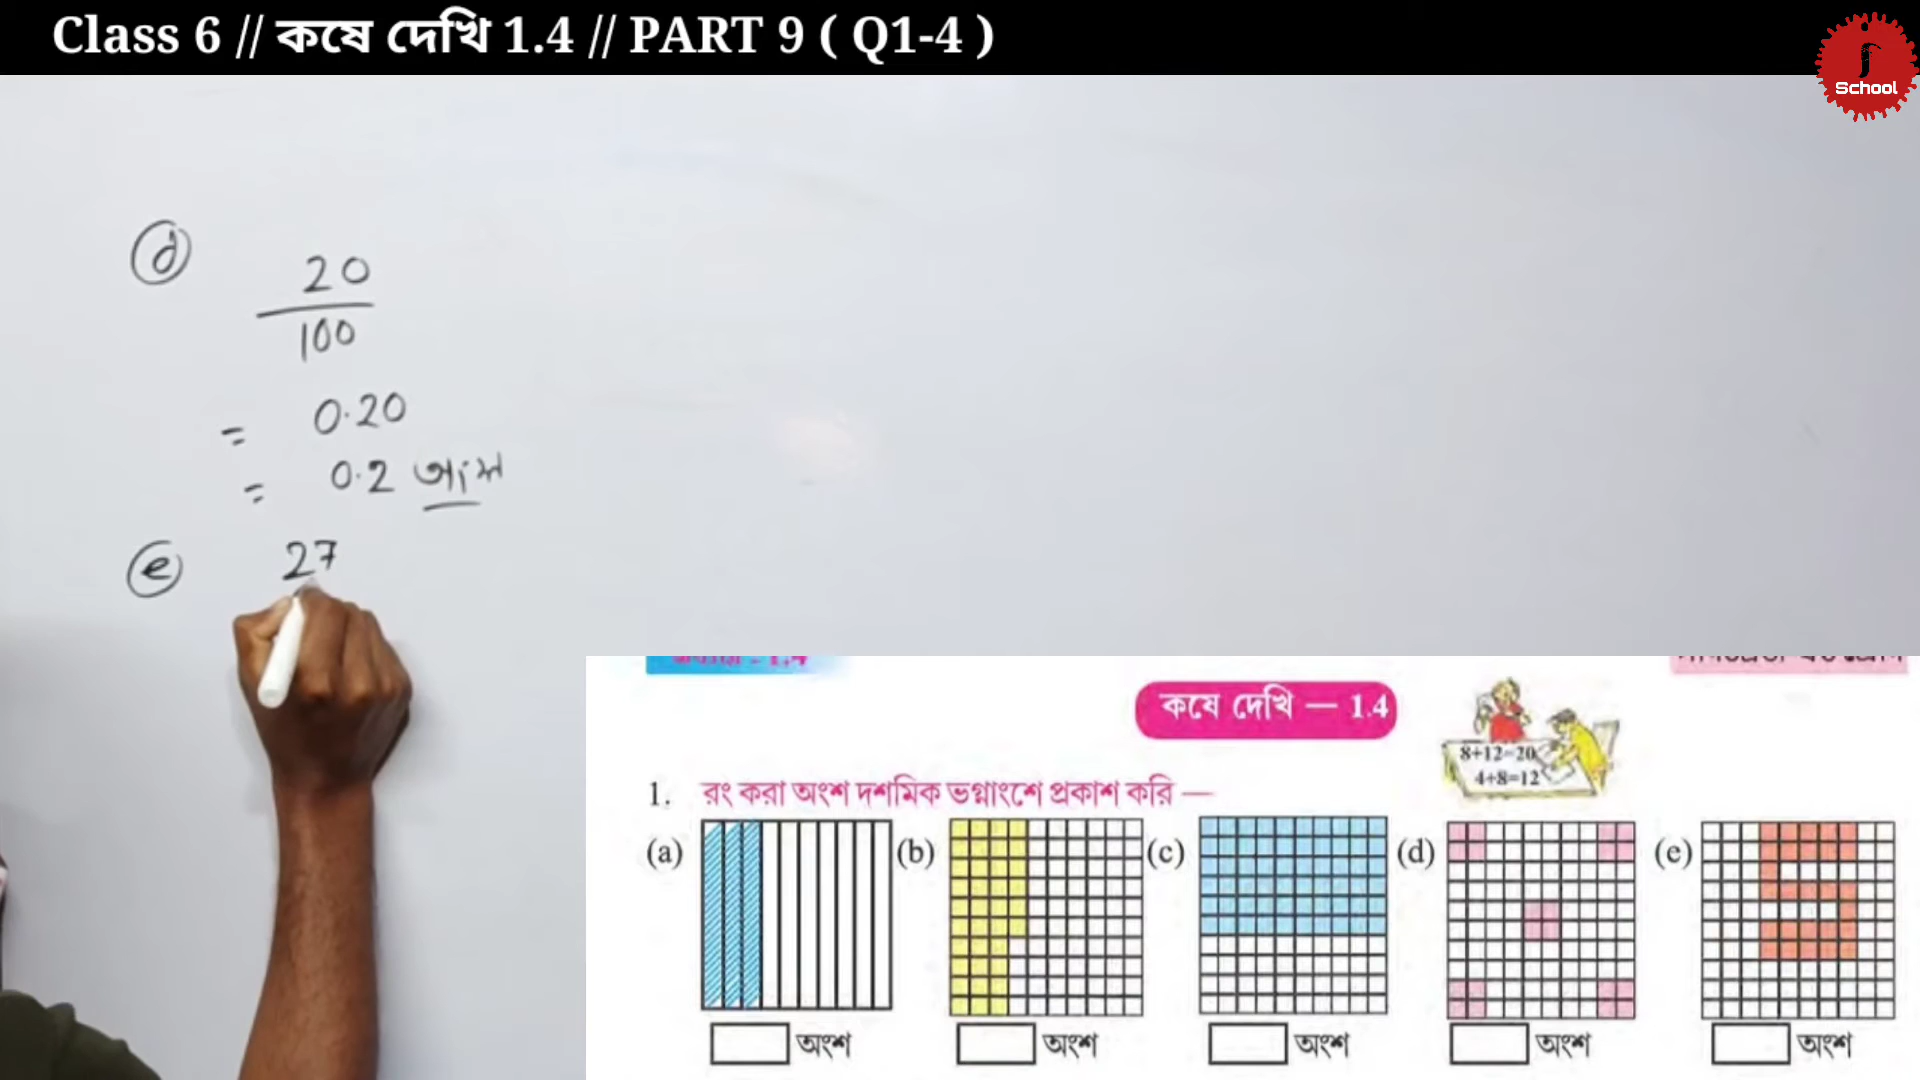 Class 6 // কষে দেখি 1.4 // PART 9 ( Q1-4 )
School
d
20
100
= 0.20
= 0.2 অংশ
e 27
কষে দেখি — 1.4
8+12=20
4+8=12
1. রং করা অংশ দশমিক ভগ্নাংশে প্রকাশ করি —
(a) (b) (c) (d) (e)
অংশ অংশ অংশ অংশ অংশ